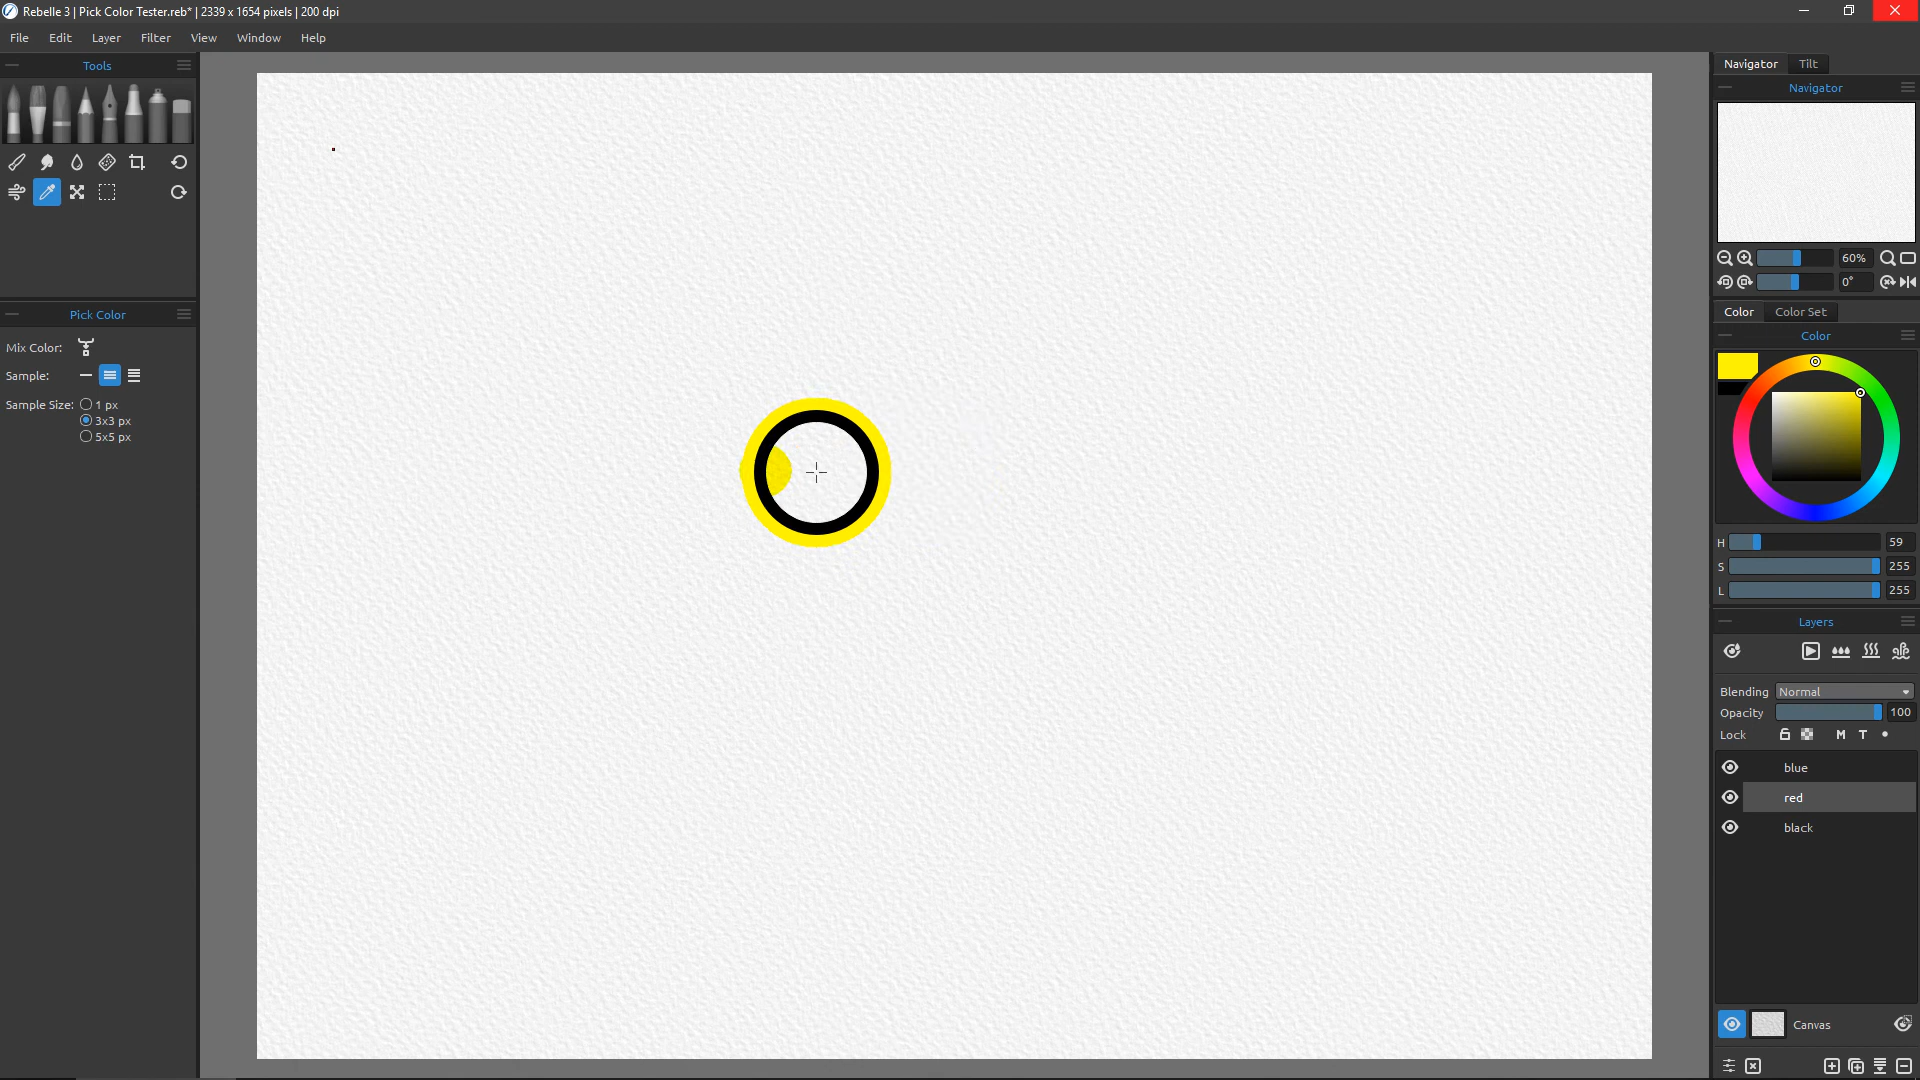 Rebelle 3 | Pick Color Tester.reb* | 2339 x 1654 pixels | 200 dpi
File Edit Layer Filter View Window Help
Tools
Pick Color
Mix Color:
Sample:
Sample Size: 1 px
3x3 px
5x5 px
Navigator Tilt
Navigator
60%
0°
Color Color Set
Color
H 59
S 255
L 255
Layers
Blending Normal
Opacity 100
Lock M T
blue
red
black
Canvas